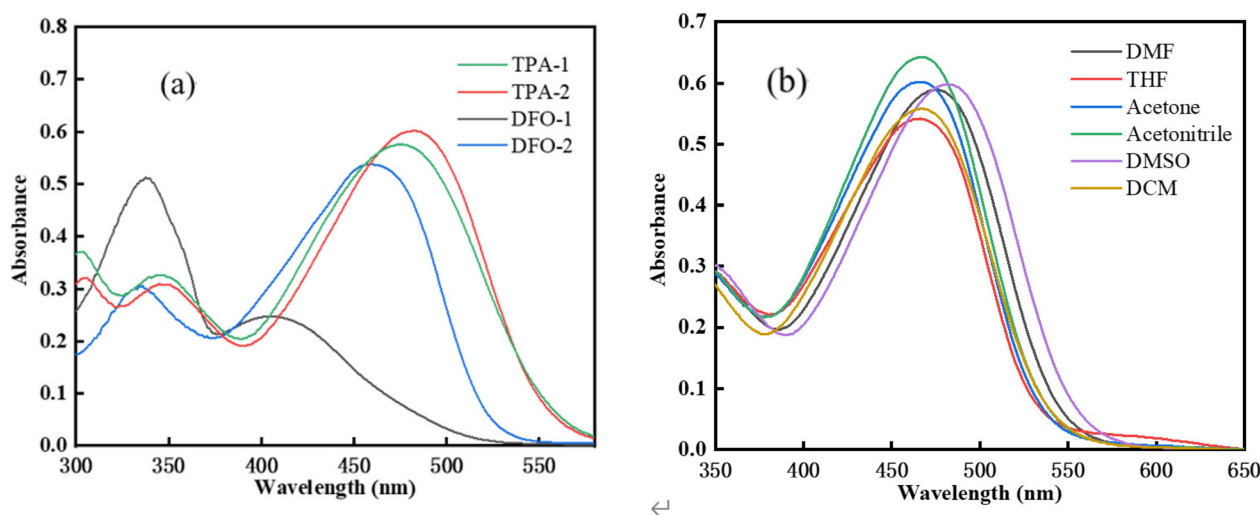 (a)
TPA-1
TPA-2
DFO-1
DFO-2
Absorbance
0.8
0.7
0.6
0.5
0.4
0.3
0.2
0.1
0.0
300 350 400 450 500 550
Wavelength (nm)
(b)
DMF
THF
Acetone
Acetonitrile
DMSO
DCM
Absorbance
0.7
0.6
0.5
0.4
0.3
0.2
0.1
0.0
350 400 450 500 550 600 650
Wavelength (nm)
↵